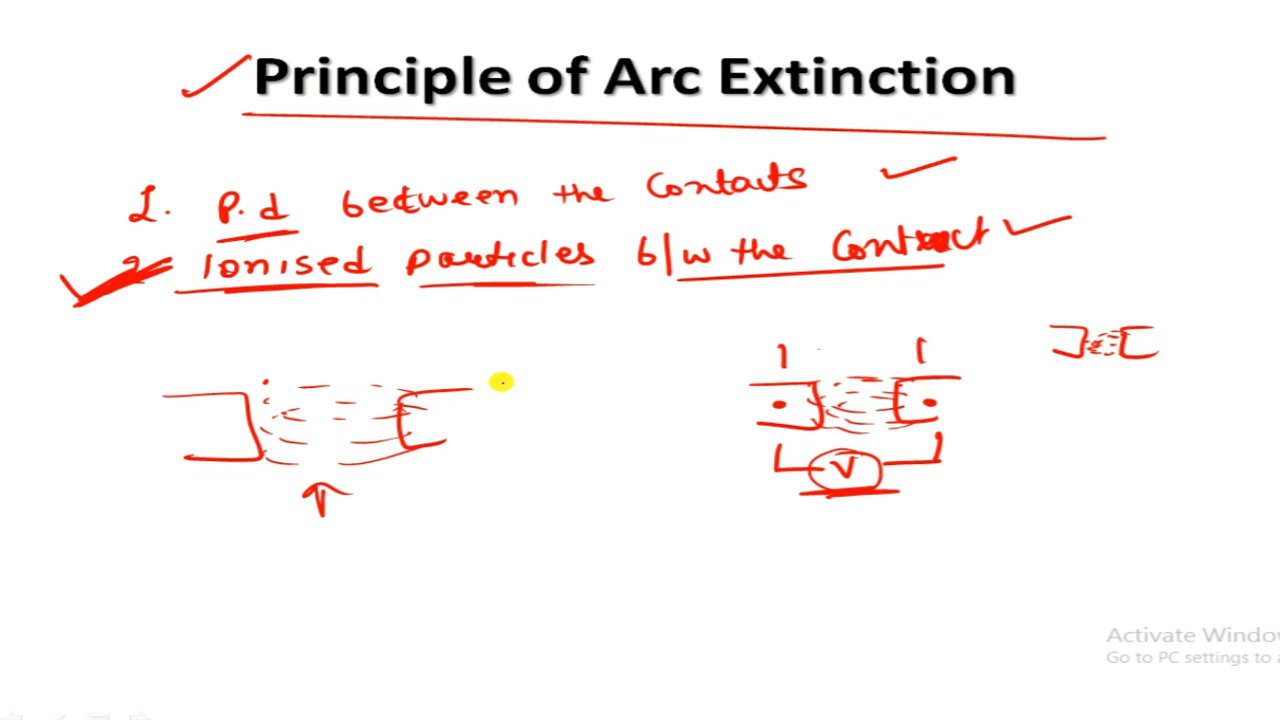 Principle of Arc Extinction
1. P.d between the Contacts
2. Ionised particles b/w the Contact
V
Activate Window
Go to PC settings to a